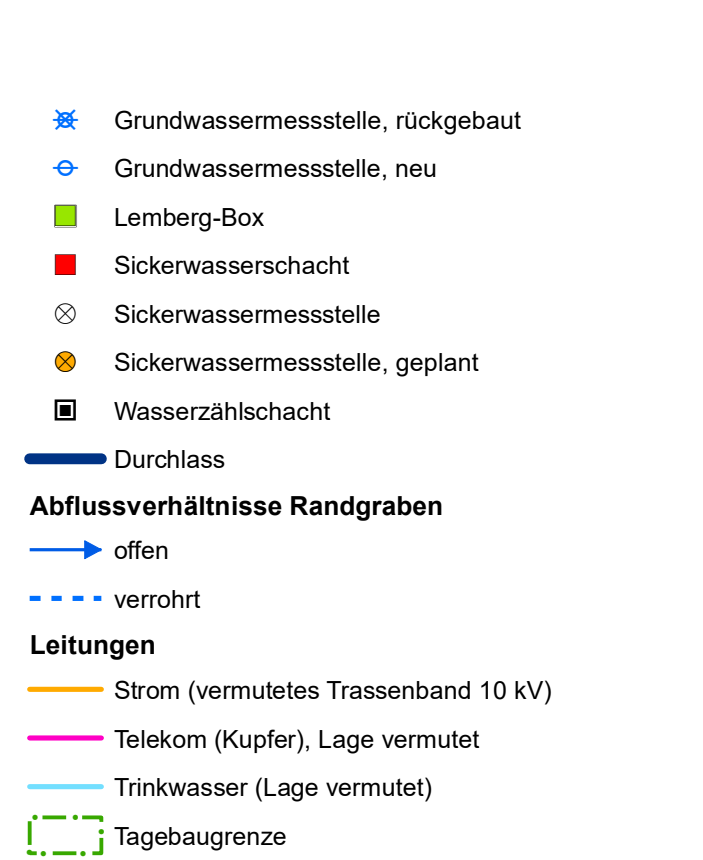 Grundwassermessstelle, rückgebaut
Grundwassermessstelle, neu
Lemberg-Box
Sickerwasserschacht
Sickerwassermessstelle
Sickerwassermessstelle, geplant
Wasserzählschacht
Durchlass
Abflussverhältnisse Randgraben
offen
verrohrt
Leitungen
Strom (vermutetes Trassenband 10 kV)
Telekom (Kupfer), Lage vermutet
Trinkwasser (Lage vermutet)
Tagebaugrenze